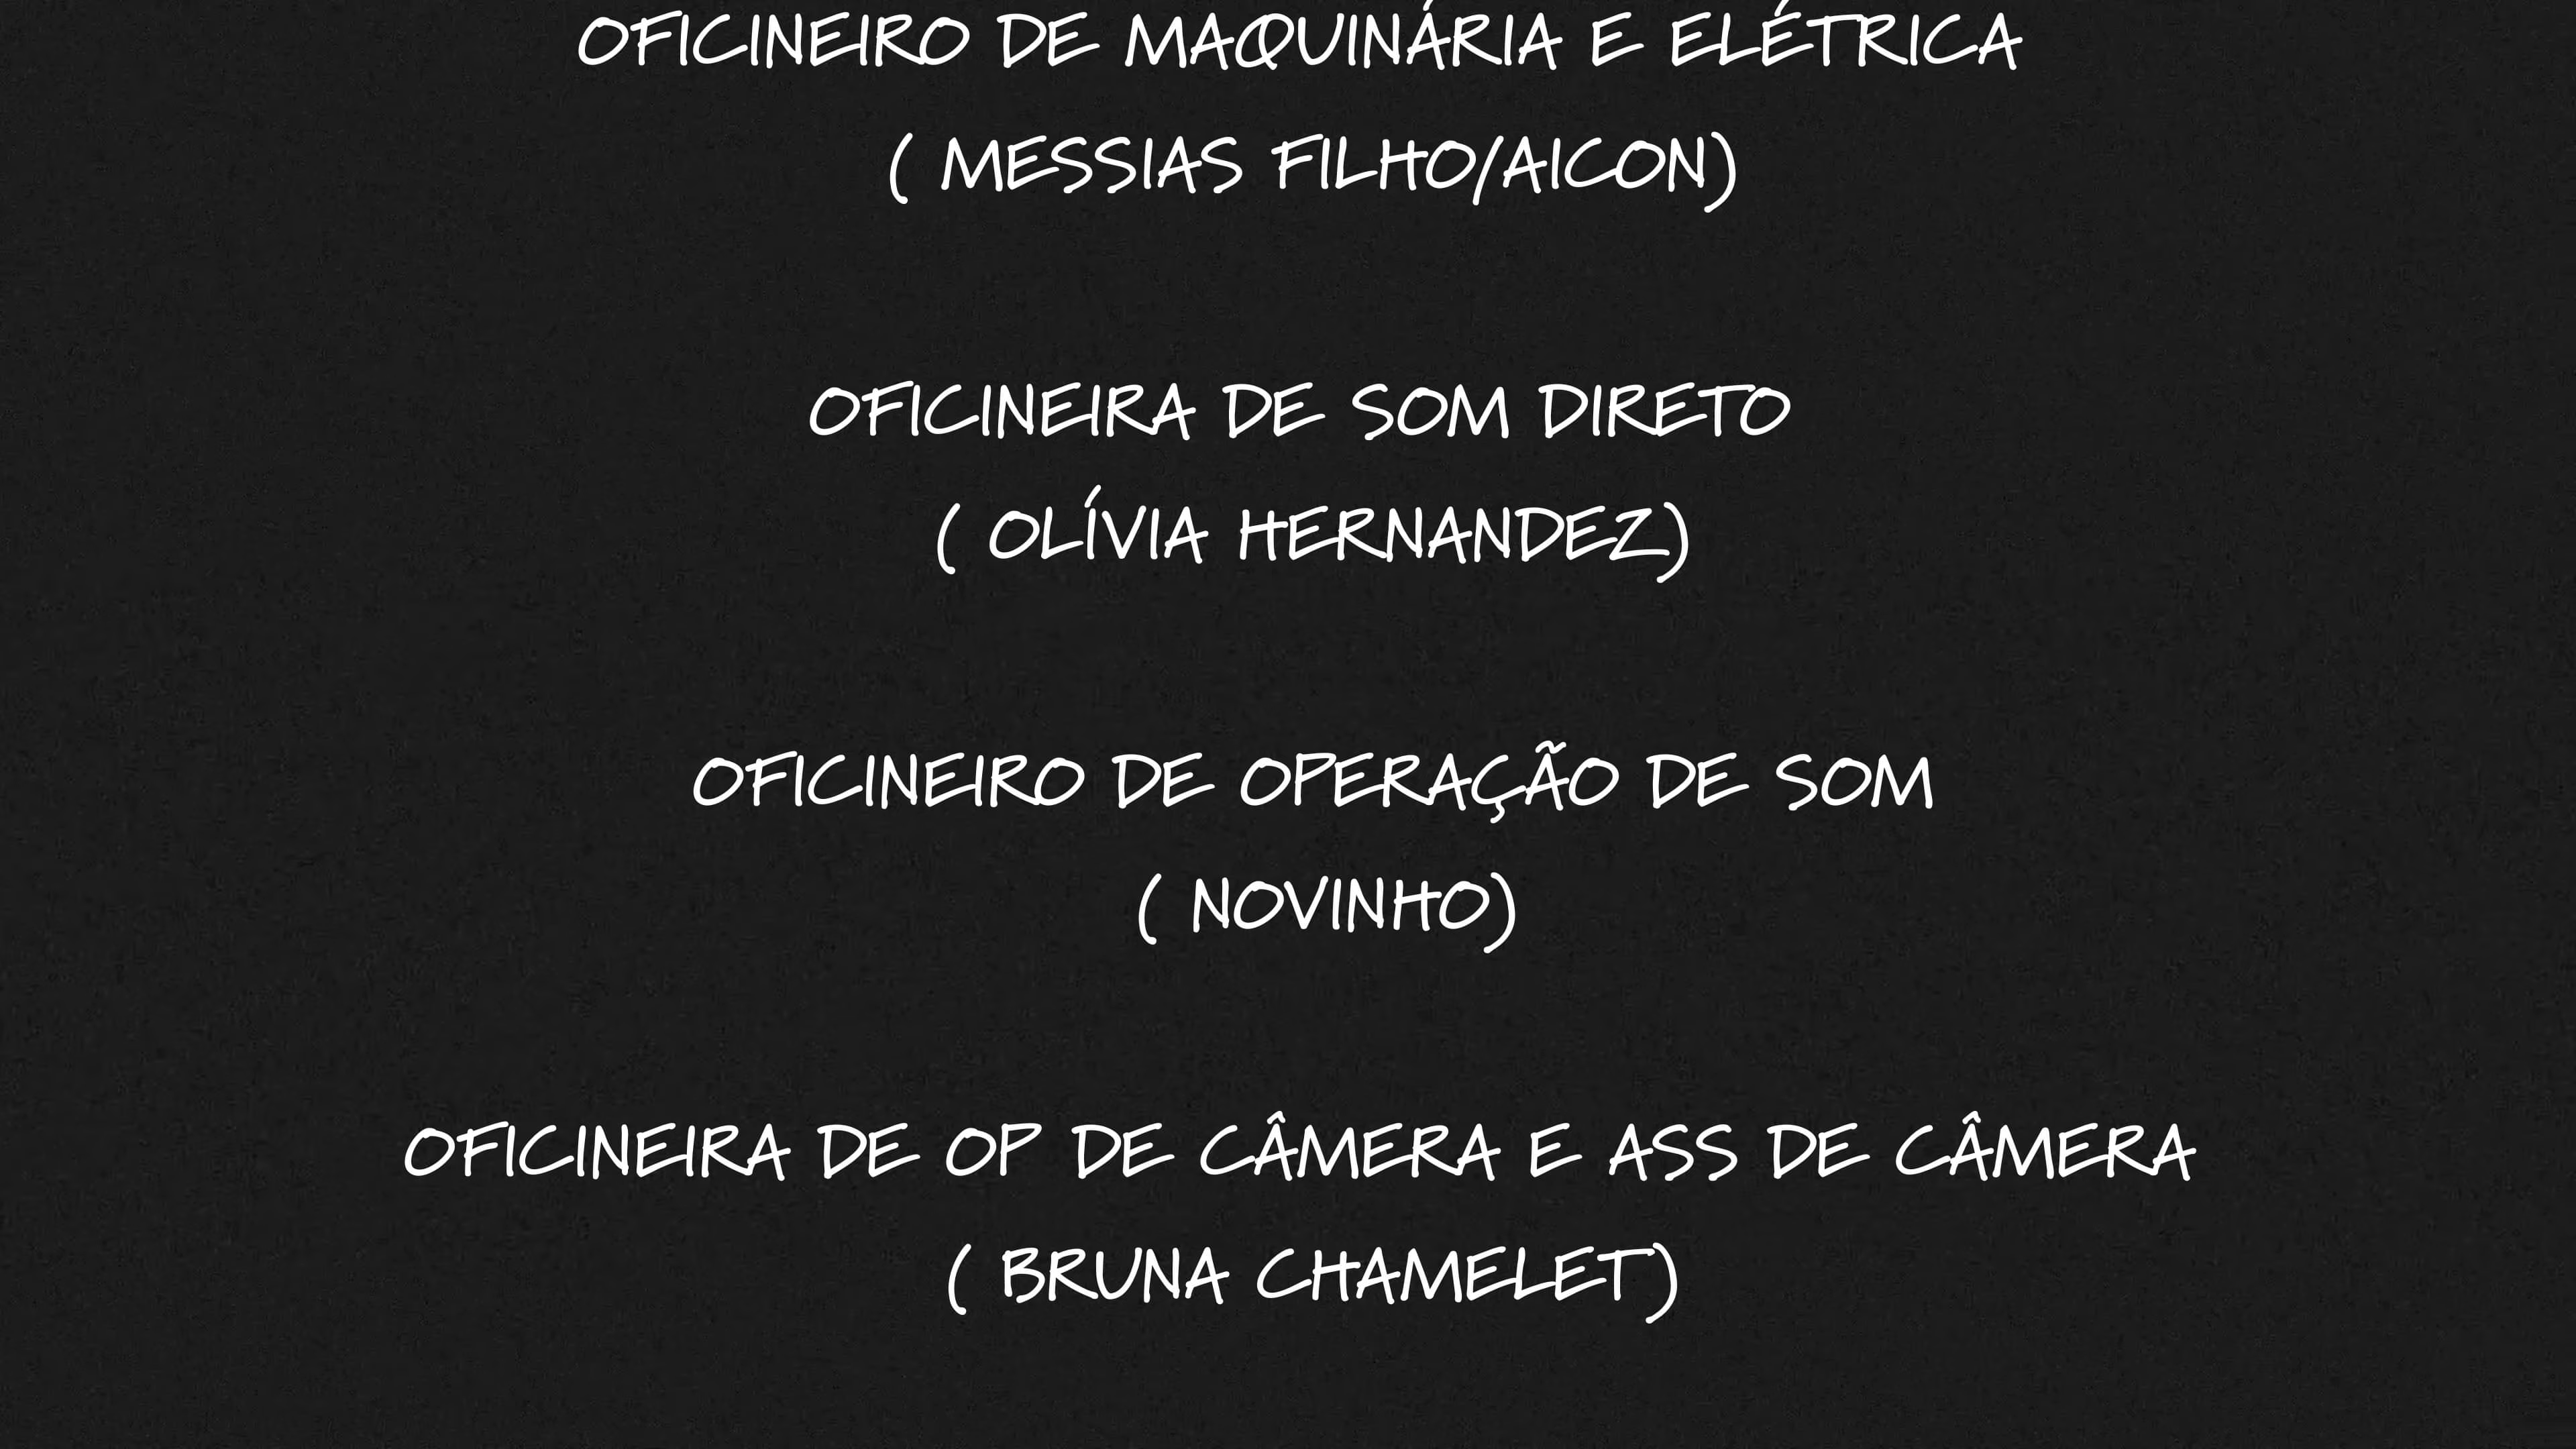 OFICINEIRO DE MAQUINÁRIA E ELÉTRICA
( MESSIAS FILHO/AICON)
OFICINEIRA DE SOM DIRETO
( OLÍVIA HERNANDEZ)
OFICINEIRO DE OPERAÇÃO DE SOM
( NOVINHO)
OFICINEIRA DE OP DE CÂMERA E ASS DE CÂMERA
( BRUNA CHAMELET)